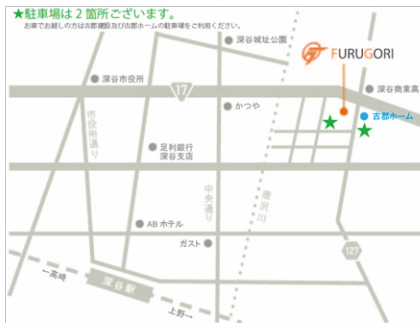 ★駐車場は2箇所ございます。
お車でお越しの方は古郡建設及び古郡ホームの駐車場をご利用ください。
深谷城址公園
FURUGORI
深谷市役所
17
深谷商業高
かつや
古郡ホーム
市役所通り
足利銀行
深谷支店
中央通り
唐沢川
ABホテル
ガスト
127
←高崎
深谷駅
上野→